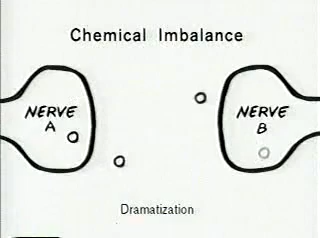 Chemical Imbalance
NERVE
A
NERVE
B
Dramatization